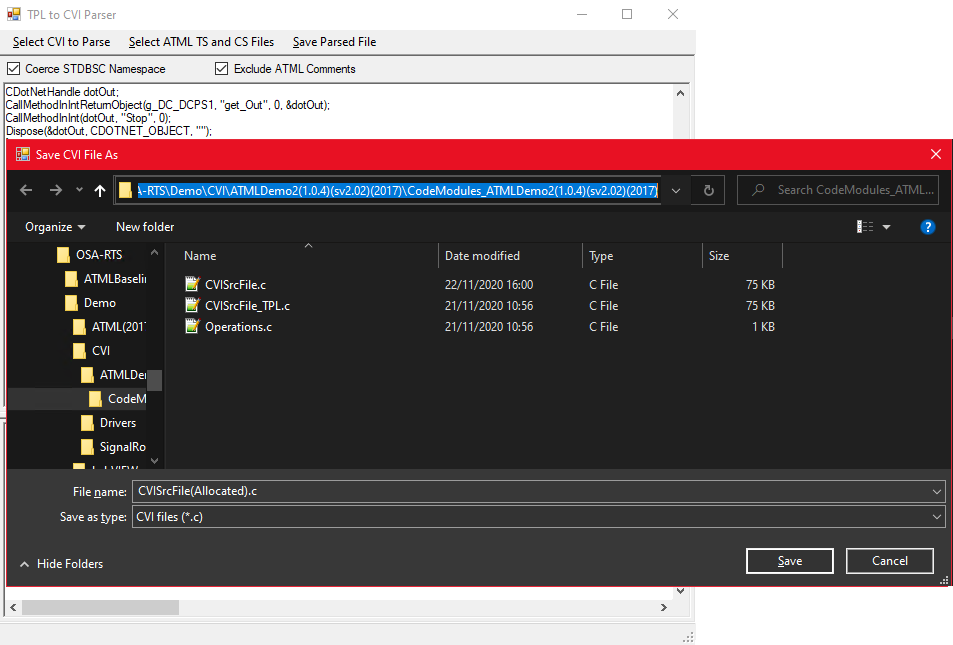 TPL to CVI Parser
Select CVI to Parse Select ATML TS and CS Files Save Parsed File
Coerce STDBSC Namespace Exclude ATML Comments
CDotNetHandle dotOut;
CallMethodInIntReturnObject(g_DC_DCPS1, "get_Out", 0, &dotOut);
CallMethodInInt(dotOut, "Stop", 0);
Dispose(&dotOut, CDOTNET_OBJECT, "");
Save CVI File As
A-RTS\Demo\CVI\ATMLDemo2(1.0.4)(sv2.02)(2017)\CodeModules_ATMLDemo2(1.0.4)(sv2.02)(2017) Search CodeModules_ATML...
Organize New folder
Name Date modified Type Size
OSA-RTS
ATMLBaselin
Demo
ATML(2017
CVI
ATMLDer
CodeM
Drivers
SignalRo
CVISrcFile.c 22/11/2020 16:00 C File 75 KB
CVISrcFile_TPL.c 21/11/2020 10:56 C File 75 KB
Operations.c 21/11/2020 10:56 C File 1 KB
File name: CVISrcFile(Allocated).c
Save as type: CVI files (*.c)
Hide Folders Save Cancel